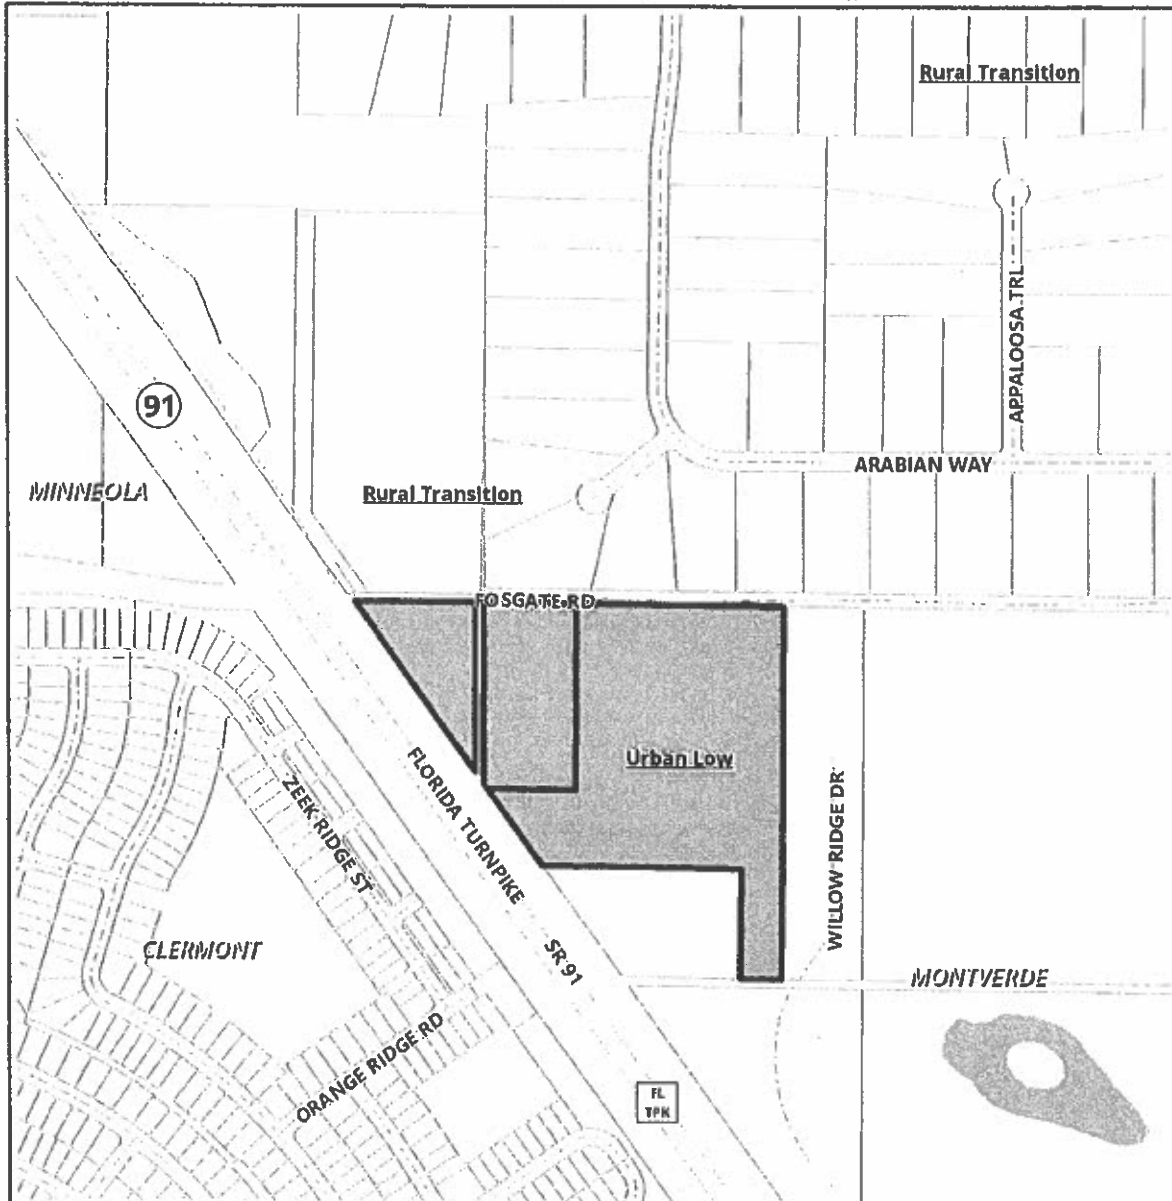 Rural Transition
APPALOOSA TRL
91
ARABIAN WAY
MINNEOLA
Rural Transition
FOSGATE RD
Urban Low
FLORIDA TURNPIKE
ZEEK RIDGE ST
WILLOW RIDGE DR
CLERMONT
SR 91
MONTVERDE
ORANGE RIDGE RD
FL
TPK